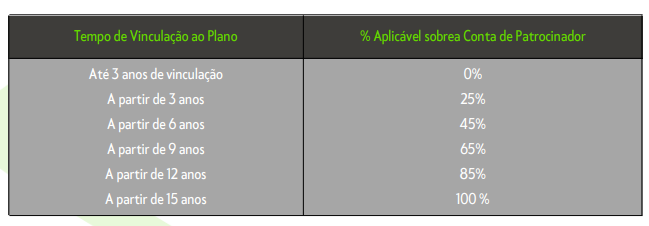 Tempo de Vinculação ao Plano % Aplicável sobrea Conta de Patrocinador
Até 3 anos de vinculação 0%
A partir de 3 anos 25%
A partir de 6 anos 45%
A partir de 9 anos 65%
A partir de 12 anos 85%
A partir de 15 anos 100 %